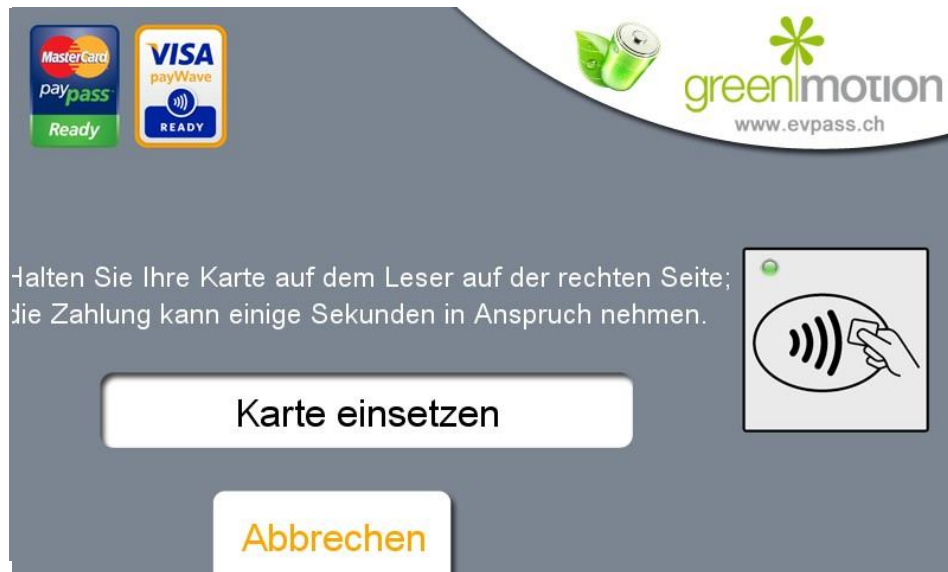 MasterCard
paypass
Ready
VISA
payWave
READY
greenmotion
www.evpass.ch
Halten Sie Ihre Karte auf dem Leser auf der rechten Seite;
die Zahlung kann einige Sekunden in Anspruch nehmen.
Karte einsetzen
Abbrechen